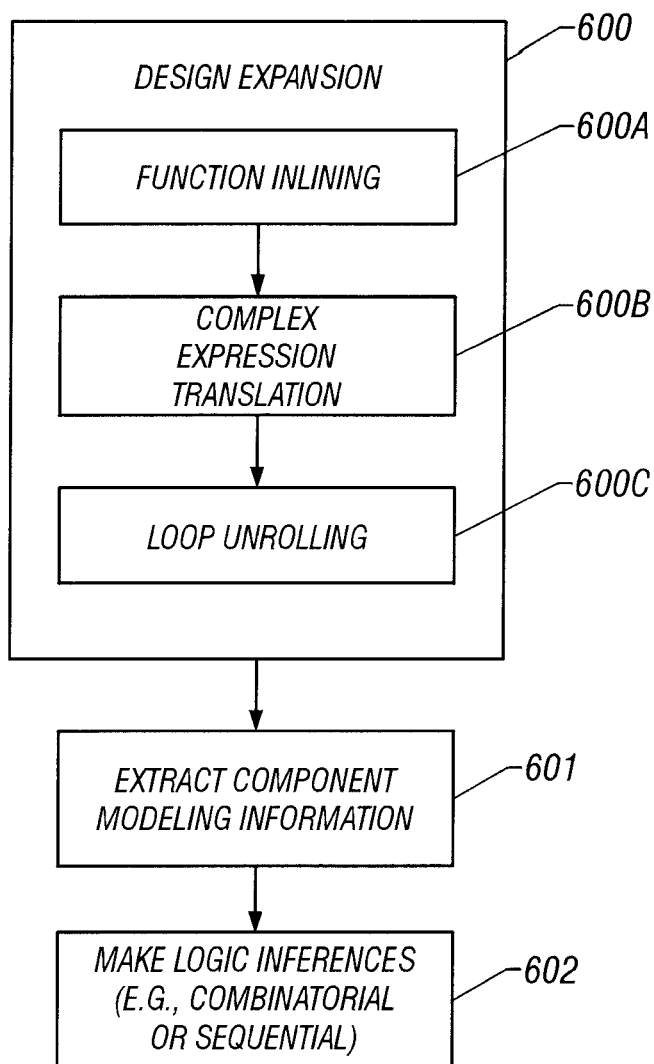 600
DESIGN EXPANSION
600A
FUNCTION INLINING
600B
COMPLEX
EXPRESSION
TRANSLATION
600C
LOOP UNROLLING
601
EXTRACT COMPONENT
MODELING INFORMATION
602
MAKE LOGIC INFERENCES
(E.G., COMBINATORIAL
OR SEQUENTIAL)